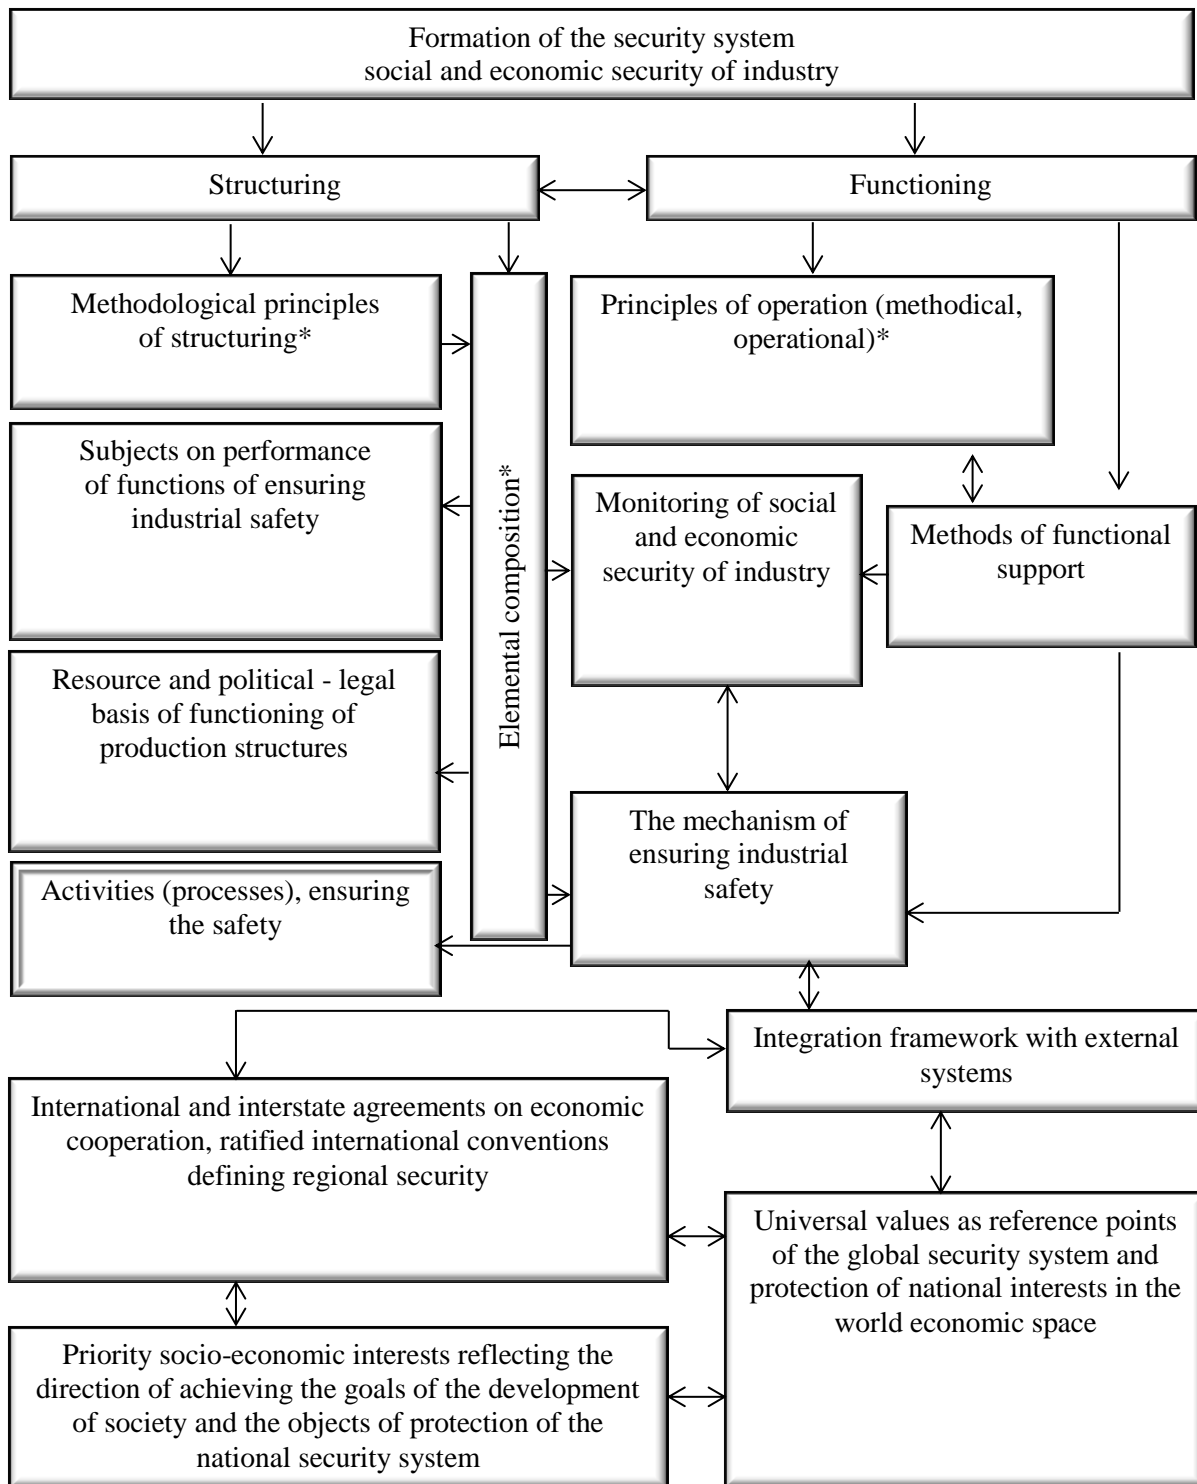 Formation of the security system
social and economic security of industry
Structuring
Functioning
Methodological principles
of structuring*
Principles of operation (methodical,
operational)*
Subjects on performance
of functions of ensuring
industrial safety
Elemental composition*
Monitoring of social
and economic
security of industry
Methods of functional
support
Resource and political - legal
basis of functioning of
production structures
The mechanism of
ensuring industrial
safety
Activities (processes), ensuring
the safety
Integration framework with external
systems
International and interstate agreements on economic
cooperation, ratified international conventions
defining regional security
Universal values as reference points
of the global security system and
protection of national interests in the
world economic space
Priority socio-economic interests reflecting the
direction of achieving the goals of the development
of society and the objects of protection of the
national security system